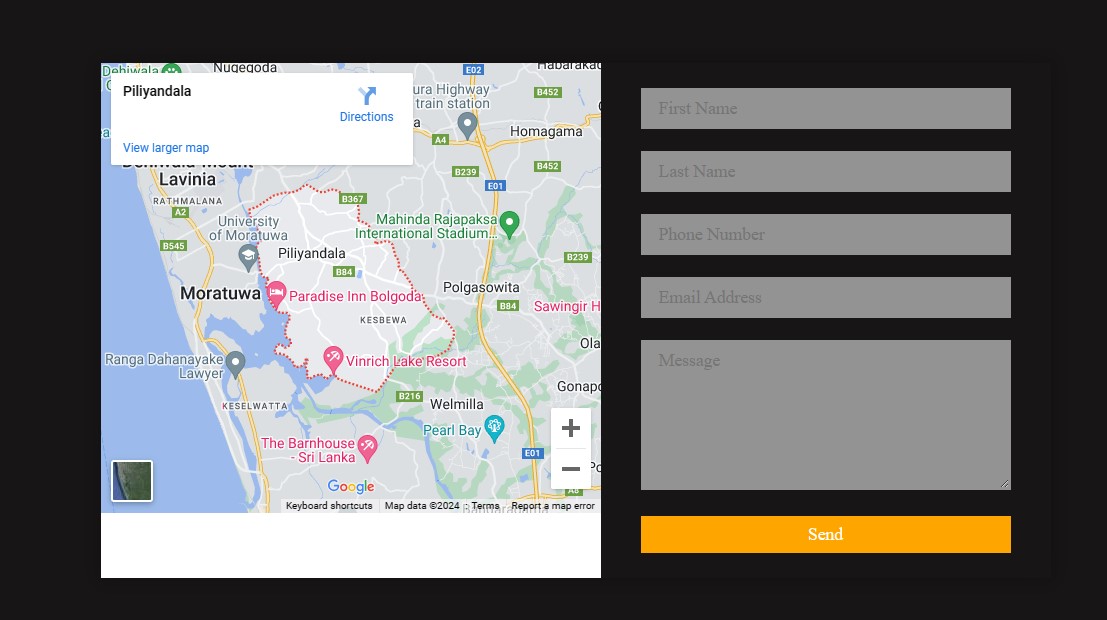 Dehiwala
Nugegoda
E02
Habarakad
Piliyandala
Directions
View larger map
ura Highway
train station
B452
A4
Homagama
Dehiwala-Mount
Lavinia
B239
B452
E01
RATHMALANA
A2
B367
University
of Moratuwa
Mahinda Rajapaksa
International Stadium...
B545
Piliyandala
B84
B239
Moratuwa
Paradise Inn Bolgoda
Polgasowita
B84
Sawingir H
KESBEWA
Ola
Ranga Dahanayake
Lawyer
Vinrich Lake Resort
Gonapo
KESELWATTA
B216
Welmilla
Pearl Bay
The Barnhouse
- Sri Lanka
E01
Po
Google
A8
Keyboard shortcuts
Map data ©2024
Terms
Report a map error
First Name
Last Name
Phone Number
Email Address
Message
Send